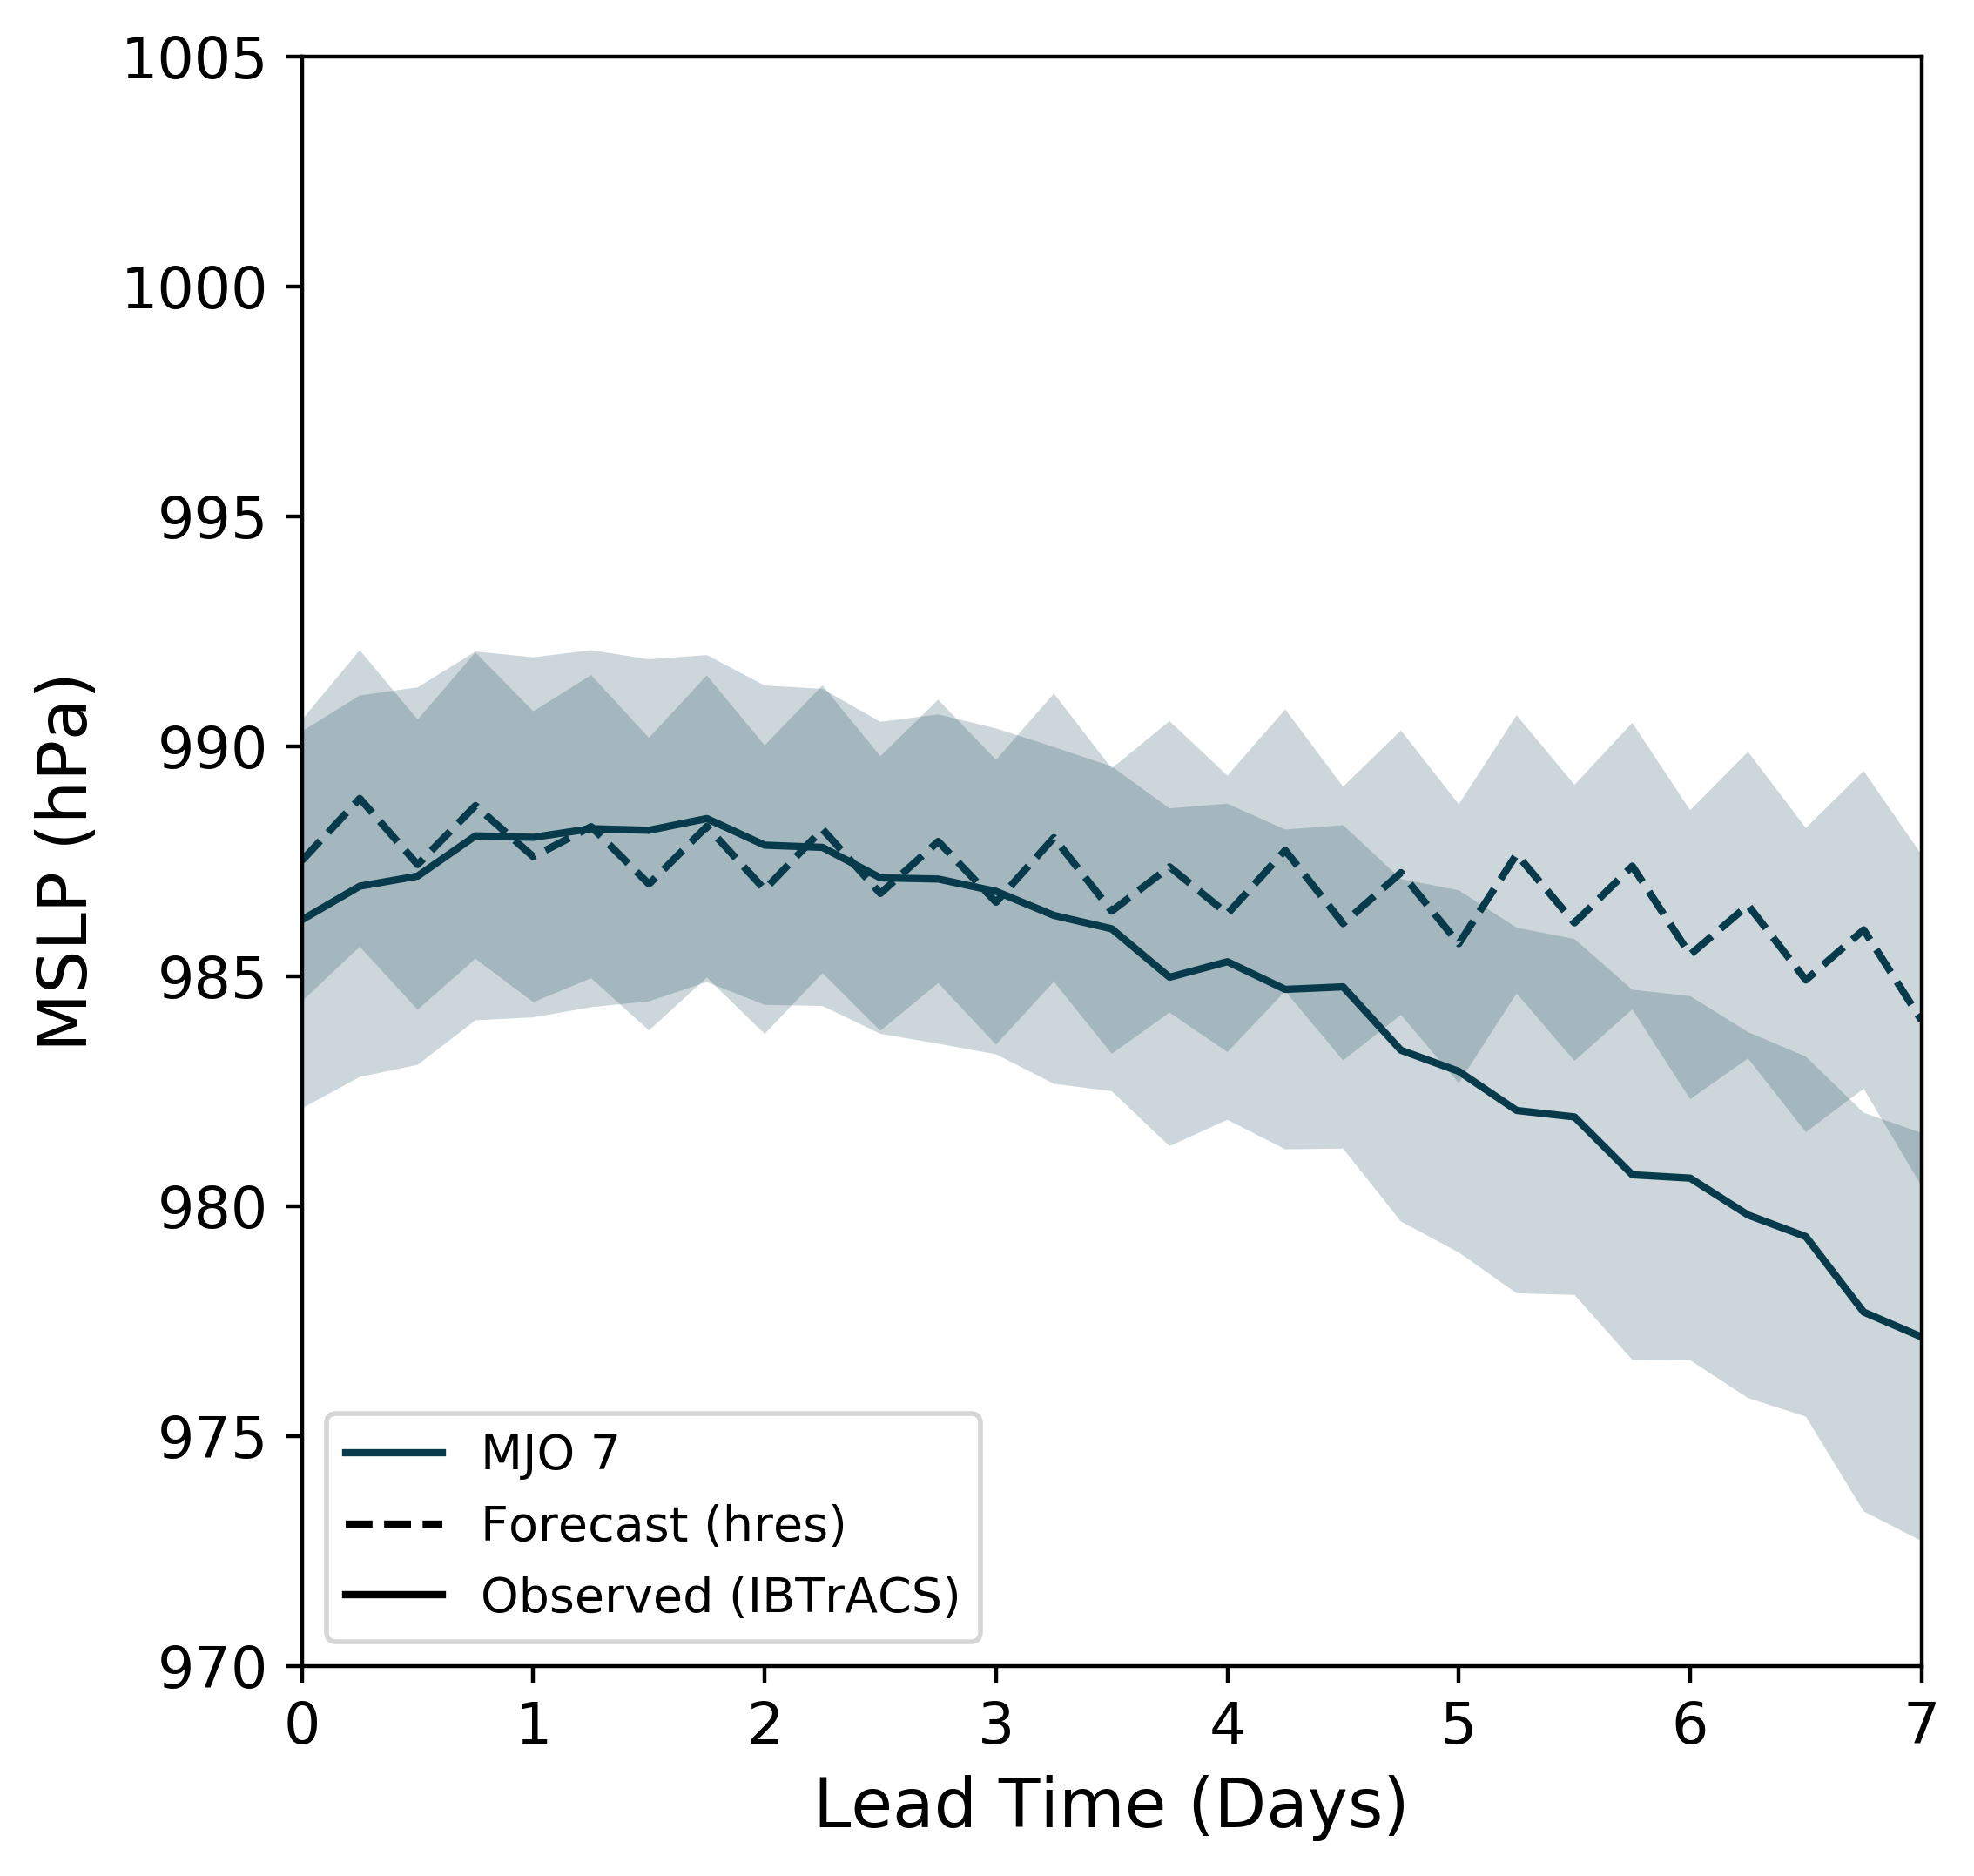 1005
1000
995
990
985
980
975
970
MSLP (hPa)
MJO 7
Forecast (hres)
Observed (IBTrACS)
0 1 2 3 4 5 6 7
Lead Time (Days)